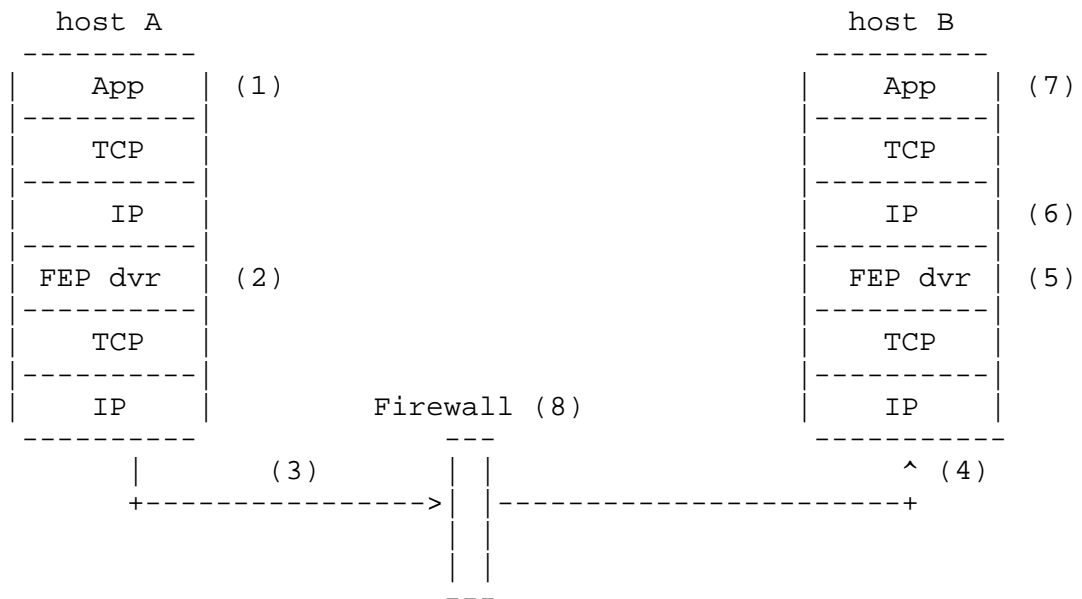 host A host B
---------- ----------
| App | (1) | App | (7)
|----------| |----------|
| TCP | | TCP |
|----------| |----------|
| IP | | IP | (6)
|----------| |----------|
| FEP dvr | (2) | FEP dvr | (5)
|----------| |----------|
| TCP | | TCP |
|----------| |----------|
| IP | Firewall (8) | IP |
---------- --- -----------
| (3) | | ^ (4)
+---------------->| |-----------------------+
| |
| |
---